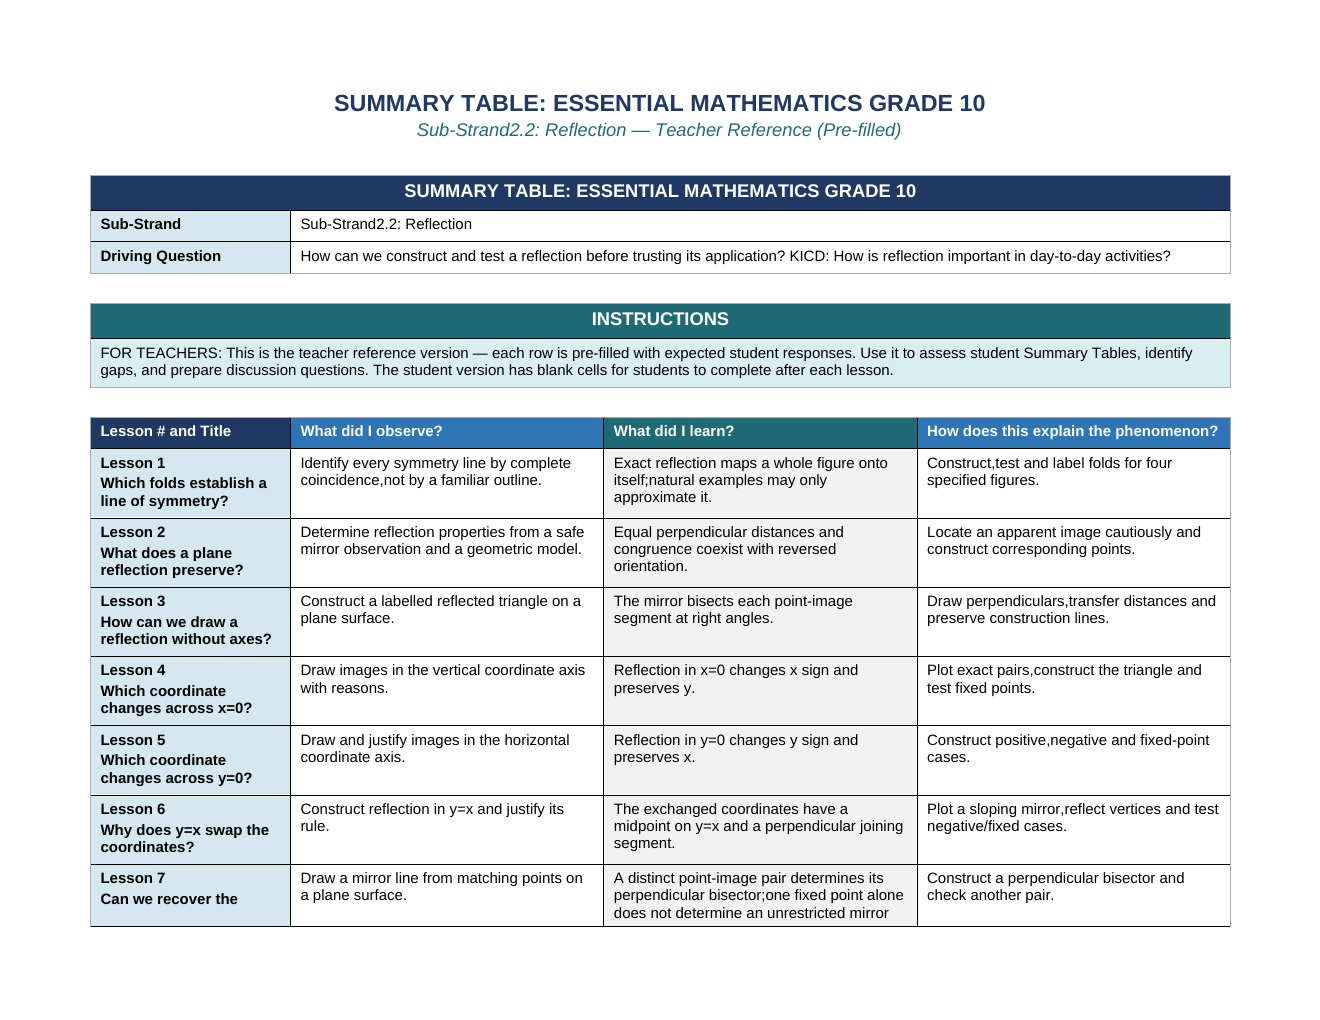 SUMMARY TABLE: ESSENTIAL MATHEMATICS GRADE 10
Sub-Strand2.2: Reflection — Teacher Reference (Pre-filled)
SUMMARY TABLE: ESSENTIAL MATHEMATICS GRADE 10
Sub-Strand
Sub-Strand2.2: Reflection
Driving Question
How can we construct and test a reflection before trusting its application? KICD: How is reflection important in day-to-day activities?
INSTRUCTIONS
FOR TEACHERS: This is the teacher reference version — each row is pre-filled with expected student responses. Use it to assess student Summary Tables, identify
gaps, and prepare discussion questions. The student version has blank cells for students to complete after each lesson.
Lesson # and Title
What did I observe?
What did I learn?
How does this explain the phenomenon?
Lesson 1
Which folds establish a
line of symmetry?
Identify every symmetry line by complete
coincidence,not by a familiar outline.
Exact reflection maps a whole figure onto
itself;natural examples may only
approximate it.
Construct,test and label folds for four
specified figures.
Lesson 2
What does a plane
reflection preserve?
Determine reflection properties from a safe
mirror observation and a geometric model.
Equal perpendicular distances and
congruence coexist with reversed
orientation.
Locate an apparent image cautiously and
construct corresponding points.
Lesson 3
How can we draw a
reflection without axes?
Construct a labelled reflected triangle on a
plane surface.
The mirror bisects each point-image
segment at right angles.
Draw perpendiculars,transfer distances and
preserve construction lines.
Lesson 4
Which coordinate
changes across x=0?
Draw images in the vertical coordinate axis
with reasons.
Reflection in x=0 changes x sign and
preserves y.
Plot exact pairs,construct the triangle and
test fixed points.
Lesson 5
Which coordinate
changes across y=0?
Draw and justify images in the horizontal
coordinate axis.
Reflection in y=0 changes y sign and
preserves x.
Construct positive,negative and fixed-point
cases.
Lesson 6
Why does y=x swap the
coordinates?
Construct reflection in y=x and justify its
rule.
The exchanged coordinates have a
midpoint on y=x and a perpendicular joining
segment.
Plot a sloping mirror,reflect vertices and test
negative/fixed cases.
Lesson 7
Can we recover the
Draw a mirror line from matching points on
a plane surface.
A distinct point-image pair determines its
perpendicular bisector;one fixed point alone
does not determine an unrestricted mirror
Construct a perpendicular bisector and
check another pair.